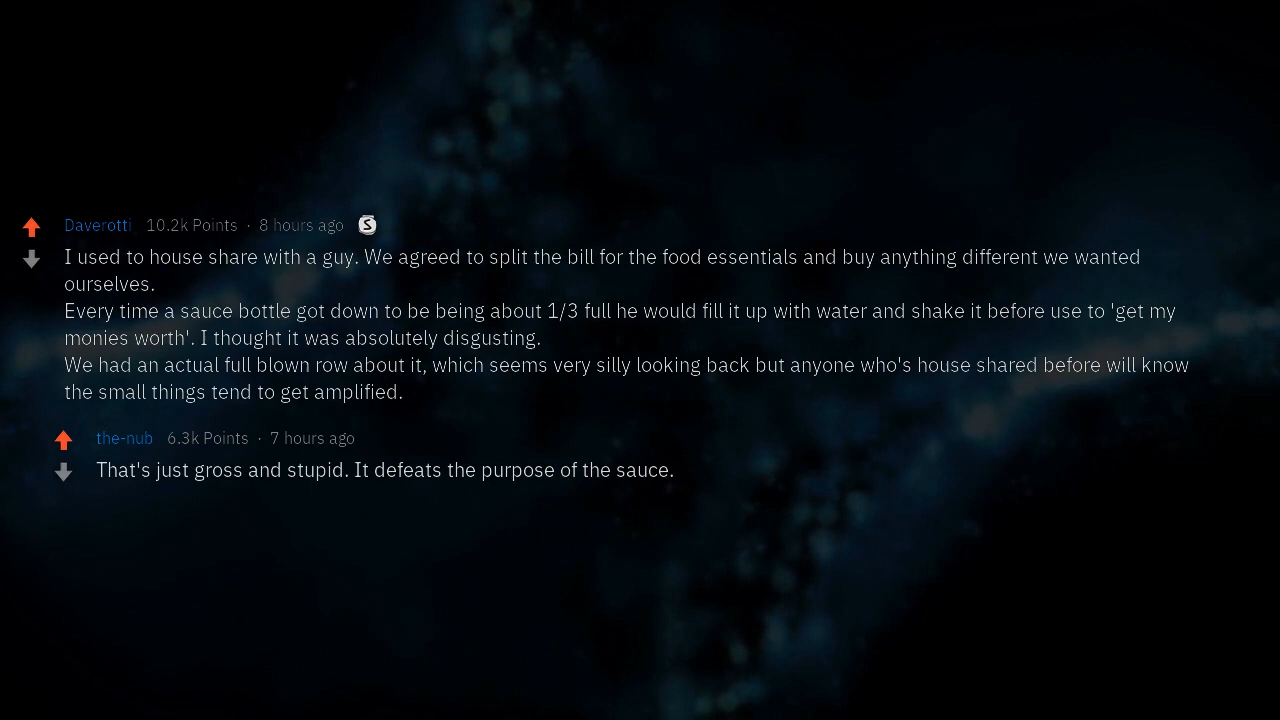 Daverotti 10.2k Points · 8 hours ago S
I used to house share with a guy. We agreed to split the bill for the food essentials and buy anything different we wanted
ourselves.
Every time a sauce bottle got down to be being about 1/3 full he would fill it up with water and shake it before use to 'get my
monies worth'. I thought it was absolutely disgusting.
We had an actual full blown row about it, which seems very silly looking back but anyone who's house shared before will know
the small things tend to get amplified.
the-nub 6.3k Points · 7 hours ago
That's just gross and stupid. It defeats the purpose of the sauce.